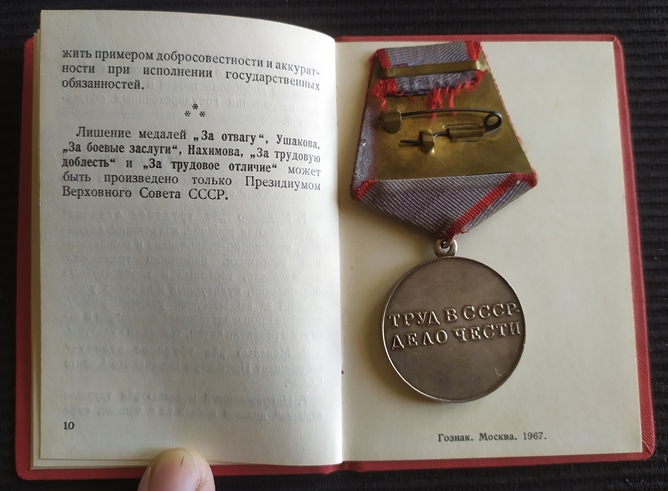 жить примером добросовестности и аккурат-
ности при исполнении государственных
обязанностей.
* * *
Лишение медалей „За отвагу“, Ушакова,
„За боевые заслуги“, Нахимова, „За трудовую
доблесть“ и „За трудовое отличие“ может
быть произведено только Президиумом
Верховного Совета СССР.
10
ТРУД В СССР-
ДЕЛО ЧЕСТИ
Гознак. Москва. 1967.